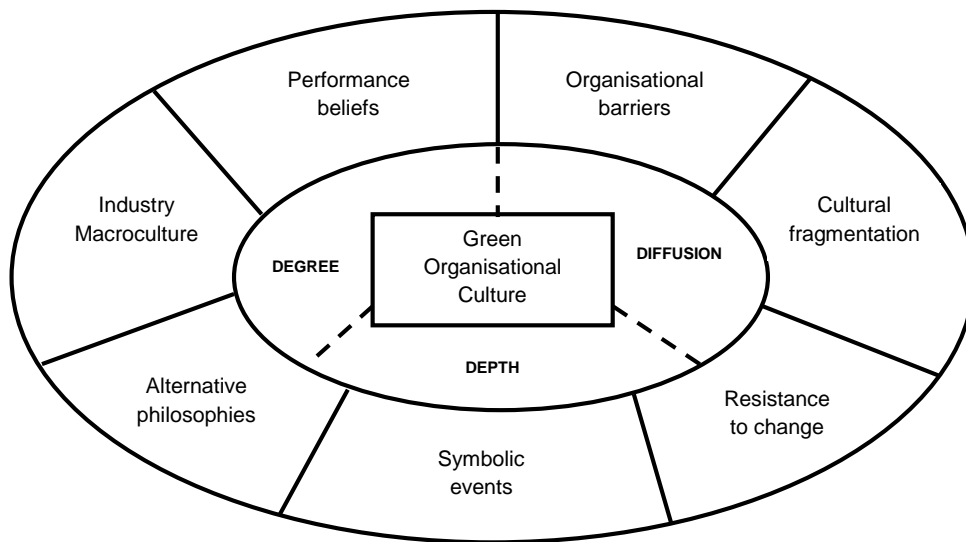 Performance
beliefs
Organisational
barriers
Industry
Macroculture
Cultural
fragmentation
DEGREE
Green
Organisational
Culture
DIFFUSION
DEPTH
Alternative
philosophies
Symbolic
events
Resistance
to change